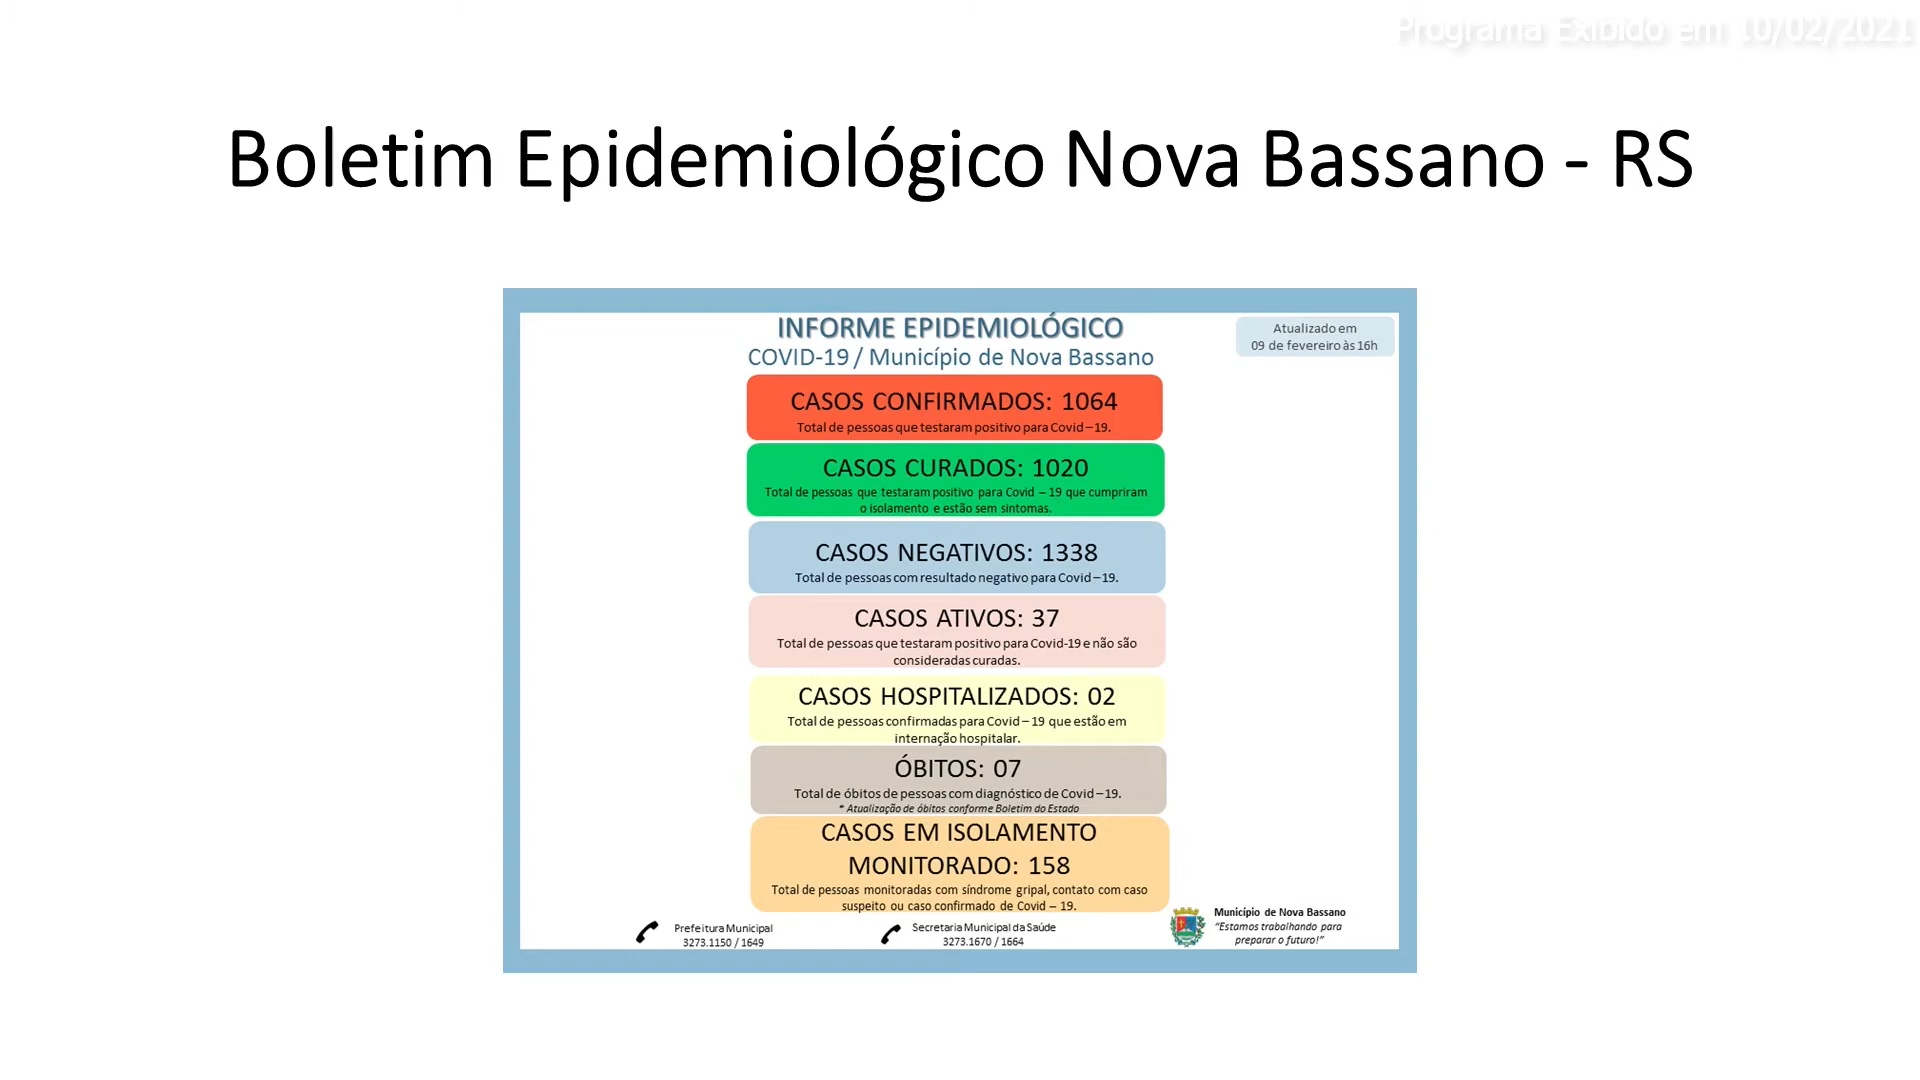 Programa Exibido em 10/02/2021
Boletim Epidemiológico Nova Bassano - RS
INFORME EPIDEMIOLÓGICO
COVID-19 / Município de Nova Bassano
Atualizado em
09 de fevereiro às 16h
CASOS CONFIRMADOS: 1064
Total de pessoas que testaram positivo para Covid – 19.
CASOS CURADOS: 1020
Total de pessoas que testaram positivo para Covid – 19 que cumpriram
o isolamento e estão sem sintomas.
CASOS NEGATIVOS: 1338
Total de pessoas com resultado negativo para Covid – 19.
CASOS ATIVOS: 37
Total de pessoas que testaram positivo para Covid-19 e não são
consideradas curadas.
CASOS HOSPITALIZADOS: 02
Total de pessoas confirmadas para Covid – 19 que estão em
internação hospitalar.
ÓBITOS: 07
Total de óbitos de pessoas com diagnóstico de Covid – 19.
* Atualização de óbitos conforme Boletim do Estado
CASOS EM ISOLAMENTO
MONITORADO: 158
Total de pessoas monitoradas com síndrome gripal, contato com caso
suspeito ou caso confirmado de Covid – 19.
Prefeitura Municipal
3273.1150 / 1649
Secretaria Municipal da Saúde
3273.1670 / 1664
Município de Nova Bassano
"Estamos trabalhando para
preparar o futuro!"